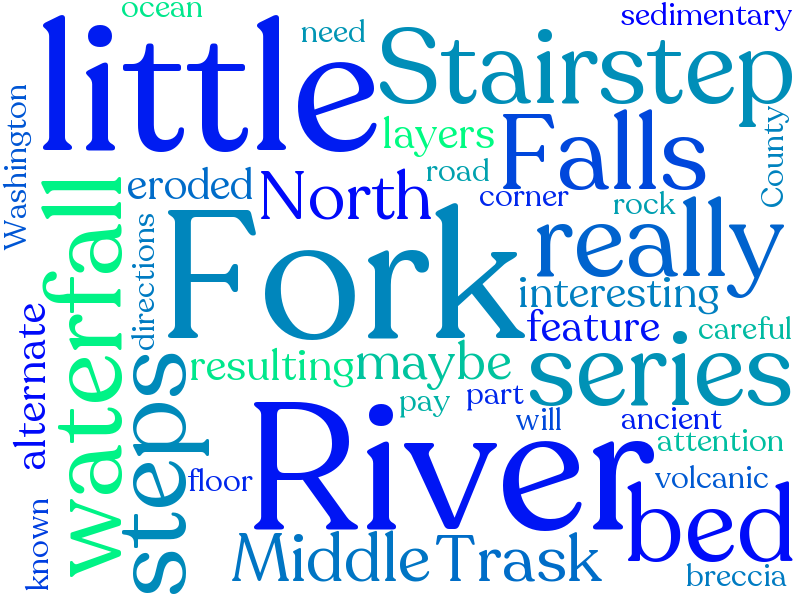 ocean
sedimentary
little
need
Stairstep
Washington
layers
Falls
County
road
eroded
North
corner
rock
waterfall
Fork
really
directions
interesting
alternate
feature
careful
resulting
maybe
series
steps
part
pay
will
ancient
River
attention
floor
volcanic
bed
known
Middle
Trask
breccia